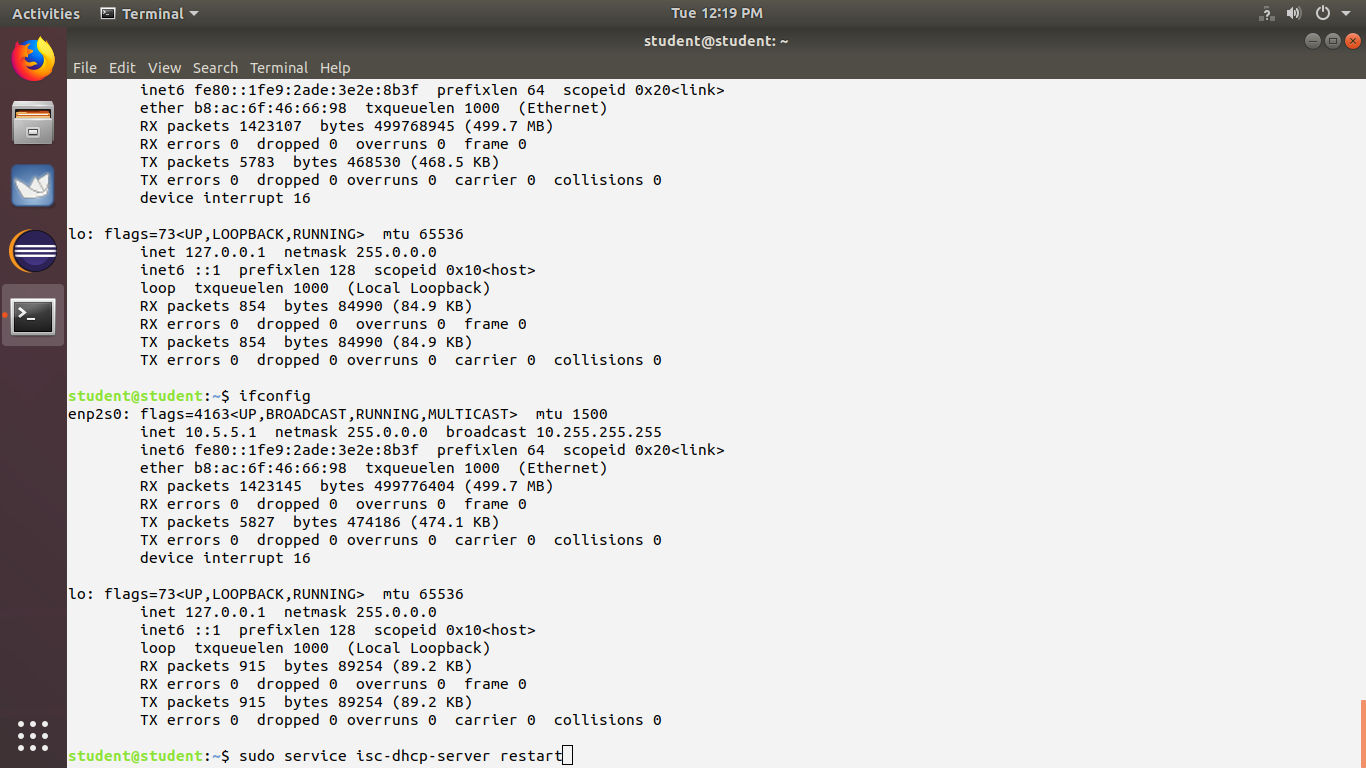 Activities Terminal Tue 12:19 PM
student@student: ~
File Edit View Search Terminal Help
inet6 fe80::1fe9:2ade:3e2e:8b3f prefixlen 64 scopeid 0x20<link>
ether b8:ac:6f:46:66:98 txqueuelen 1000 (Ethernet)
RX packets 1423107 bytes 499768945 (499.7 MB)
RX errors 0 dropped 0 overruns 0 frame 0
TX packets 5783 bytes 468530 (468.5 KB)
TX errors 0 dropped 0 overruns 0 carrier 0 collisions 0
device interrupt 16
lo: flags=73<UP,LOOPBACK,RUNNING> mtu 65536
inet 127.0.0.1 netmask 255.0.0.0
inet6 ::1 prefixlen 128 scopeid 0x10<host>
loop txqueuelen 1000 (Local Loopback)
RX packets 854 bytes 84990 (84.9 KB)
RX errors 0 dropped 0 overruns 0 frame 0
TX packets 854 bytes 84990 (84.9 KB)
TX errors 0 dropped 0 overruns 0 carrier 0 collisions 0
student@student:~$ ifconfig
enp2s0: flags=4163<UP,BROADCAST,RUNNING,MULTICAST> mtu 1500
inet 10.5.5.1 netmask 255.0.0.0 broadcast 10.255.255.255
inet6 fe80::1fe9:2ade:3e2e:8b3f prefixlen 64 scopeid 0x20<link>
ether b8:ac:6f:46:66:98 txqueuelen 1000 (Ethernet)
RX packets 1423145 bytes 499776404 (499.7 MB)
RX errors 0 dropped 0 overruns 0 frame 0
TX packets 5827 bytes 474186 (474.1 KB)
TX errors 0 dropped 0 overruns 0 carrier 0 collisions 0
device interrupt 16
lo: flags=73<UP,LOOPBACK,RUNNING> mtu 65536
inet 127.0.0.1 netmask 255.0.0.0
inet6 ::1 prefixlen 128 scopeid 0x10<host>
loop txqueuelen 1000 (Local Loopback)
RX packets 915 bytes 89254 (89.2 KB)
RX errors 0 dropped 0 overruns 0 frame 0
TX packets 915 bytes 89254 (89.2 KB)
TX errors 0 dropped 0 overruns 0 carrier 0 collisions 0
student@student:~$ sudo service isc-dhcp-server restart